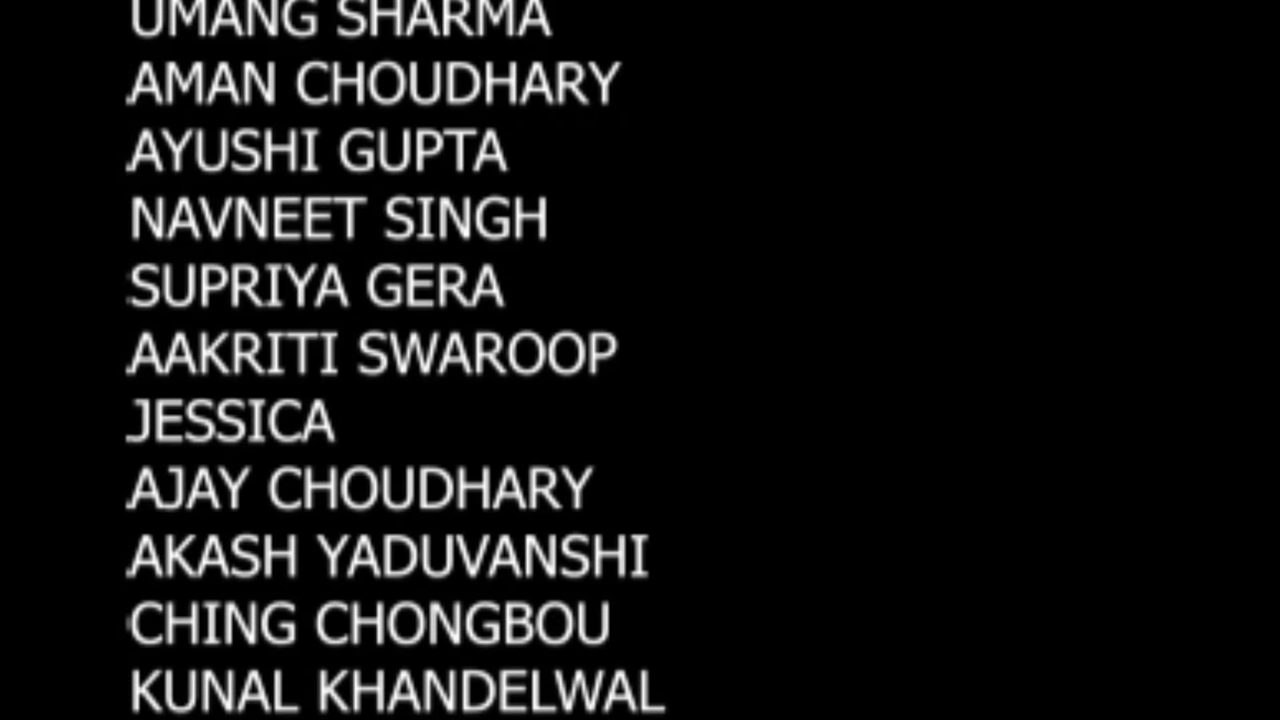 UMANG SHARMA
AMAN CHOUDHARY
AYUSHI GUPTA
NAVNEET SINGH
SUPRIYA GERA
AAKRITI SWAROOP
JESSICA
AJAY CHOUDHARY
AKASH YADUVANSHI
CHING CHONGBOU
KUNAL KHANDELWAL